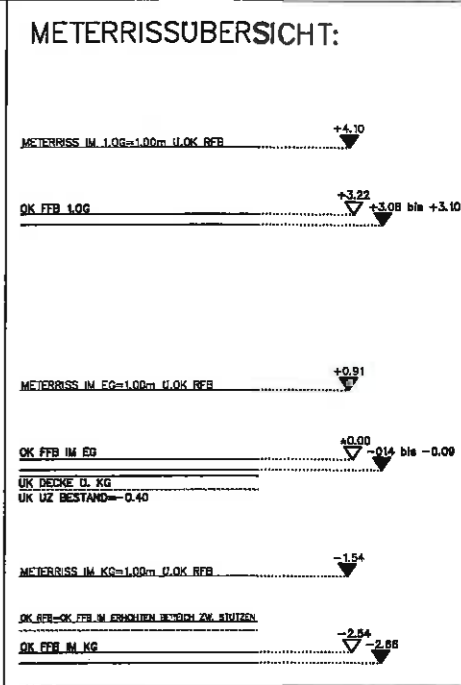 METERRISSÜBERSICHT:
+4.10
METERRISS IM 1.OG=1.00m Ü.OK RFB
+3.22
OK FFB 1.OG
+3.08 bis +3.10
+0.91
METERRISS IM EG=1.00m Ü.OK RFB
±0.00
OK FFB IM EG
-014 bis -0.09
UK DECKE Ü. KG
UK UZ BESTAND=-0.40
-1.54
METERRISS IM KG=1.00m Ü.OK RFB
OK RFB=OK FFB IM ERHÖHTEN BEREICH ZW. STÜTZEN
-2.54
OK FFB IM KG
-2.66